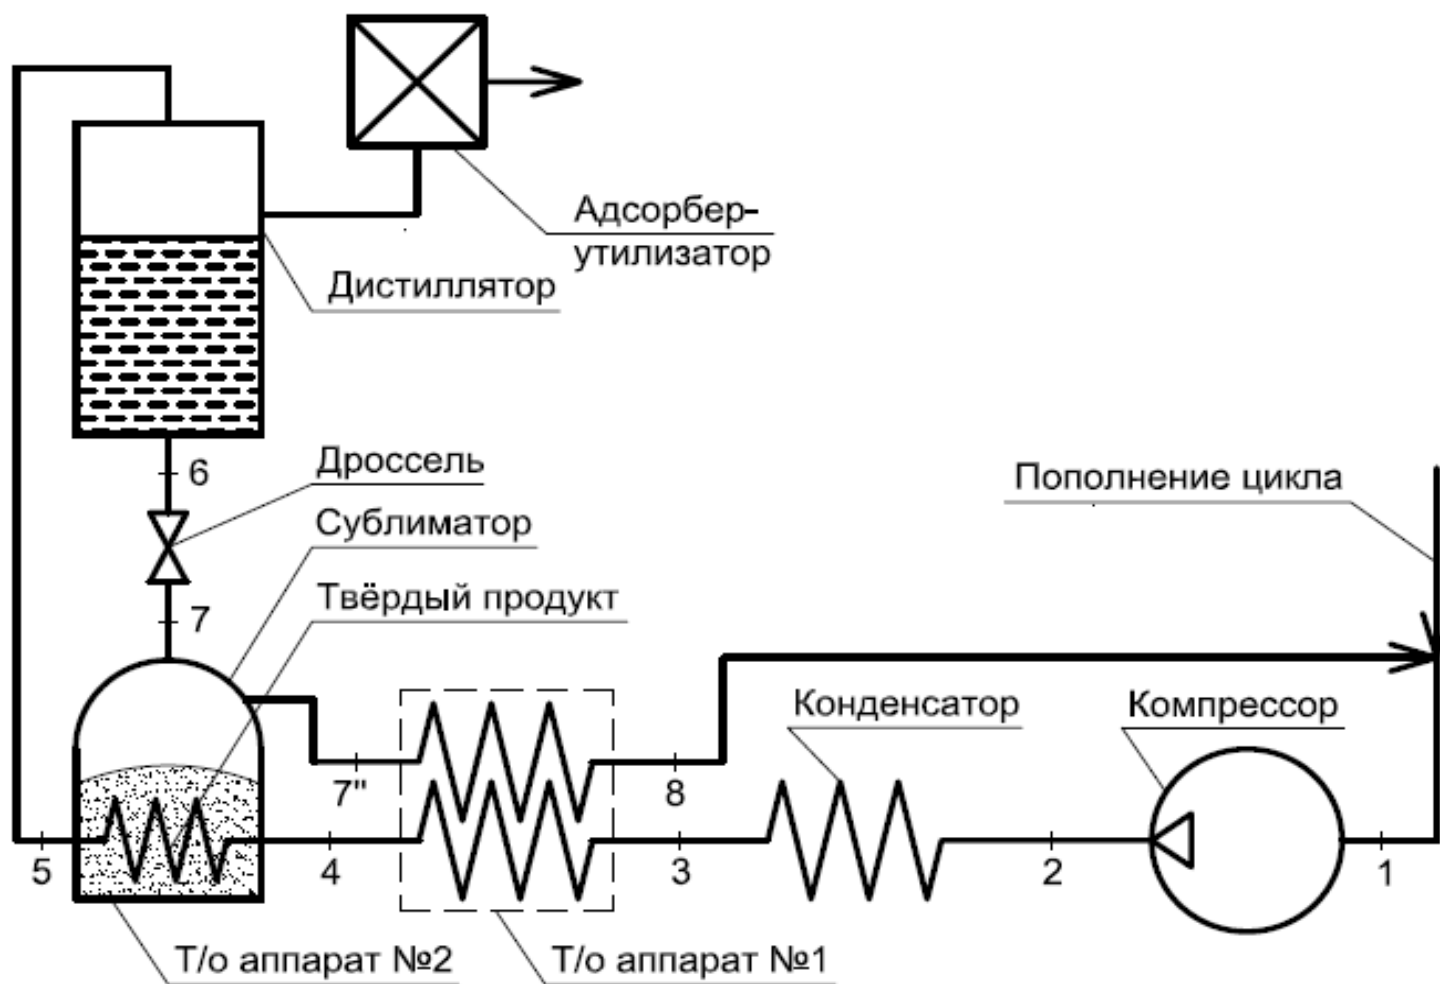 Адсорбер-
утилизатор
Дистиллятор
6
Дроссель
Сублиматор
Твёрдый продукт
7
Пополнение цикла
Конденсатор
Компрессор
7"
8
5
4
3
2
1
Т/о аппарат №2
Т/о аппарат №1